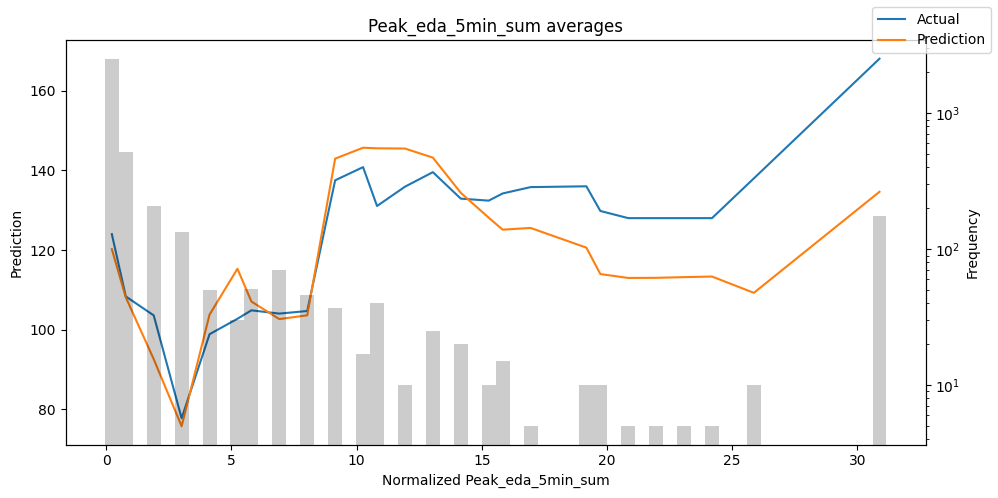 Peak_eda_5min_sum averages
Actual
Prediction
160
140
120
100
80
Prediction
10³
10²
10¹
Frequency
0 5 10 15 20 25 30
Normalized Peak_eda_5min_sum